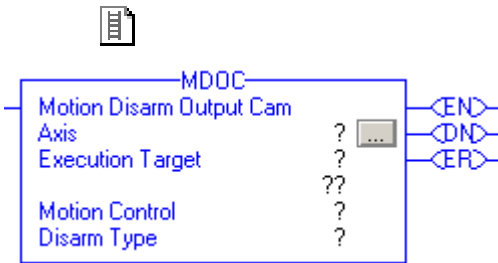 MDOC
Motion Disarm Output Cam
Axis ? ... EN
DN
Execution Target ? ER
??
Motion Control ?
Disarm Type ?